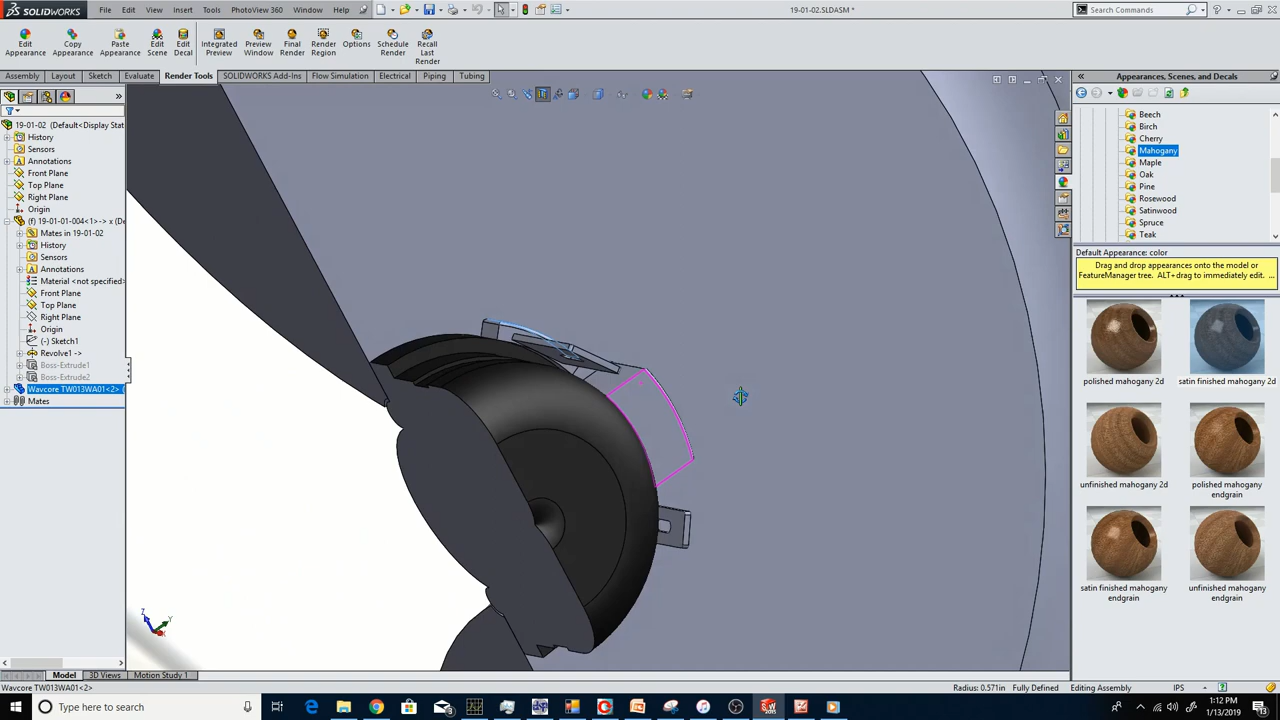 SOLIDWORKS
File Edit View Insert Tools PhotoView 360 Window Help
19-01-02.SLDASM *
Search Commands
Edit Appearance
Copy Appearance
Paste Appearance
Edit Scene
Edit Decal
Integrated Preview
Preview Window
Final Render
Render Region
Options
Schedule Render
Recall Last Render
Assembly Layout Sketch Evaluate Render Tools SOLIDWORKS Add-Ins Flow Simulation Electrical Piping Tubing
Appearances, Scenes, and Decals
19-01-02 (Default<Display Stat
History
Sensors
Annotations
Front Plane
Top Plane
Right Plane
Origin
(f) 19-01-01-004<1>-> x (De
Mates in 19-01-02
History
Sensors
Annotations
Material <not specified>
Front Plane
Top Plane
Right Plane
Origin
(-) Sketch1
Revolve1 ->
Boss-Extrude1
Boss-Extrude2
Wavcore TW013WA01<2> (
Mates
Z
Y
X
Beech
Birch
Cherry
Mahogany
Maple
Oak
Pine
Rosewood
Satinwood
Spruce
Teak
Default Appearance: color
Drag and drop appearances onto the model or
FeatureManager tree. ALT+drag to immediately edit. ...
polished mahogany 2d
satin finished mahogany 2d
unfinished mahogany 2d
polished mahogany endgrain
satin finished mahogany endgrain
unfinished mahogany endgrain
Model 3D Views Motion Study 1
Wavcore TW013WA01<2>
Radius: 0.571in Fully Defined Editing Assembly IPS
Type here to search
1:12 PM
1/13/2019